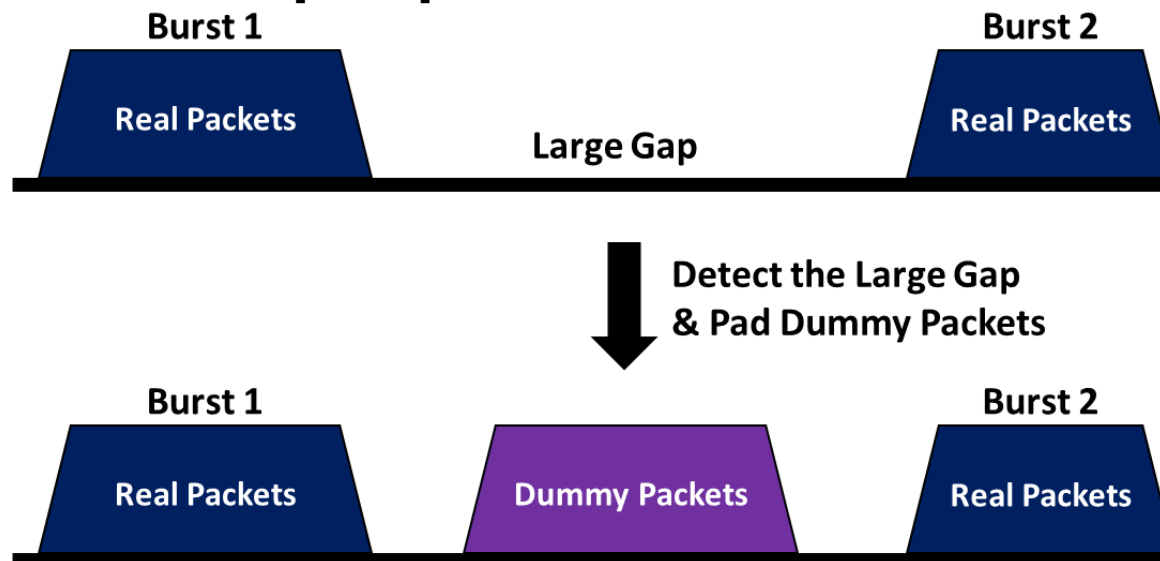 Burst 1
Burst 2
Real Packets
Real Packets
Large Gap
Detect the Large Gap
& Pad Dummy Packets
Burst 1
Burst 2
Real Packets
Dummy Packets
Real Packets